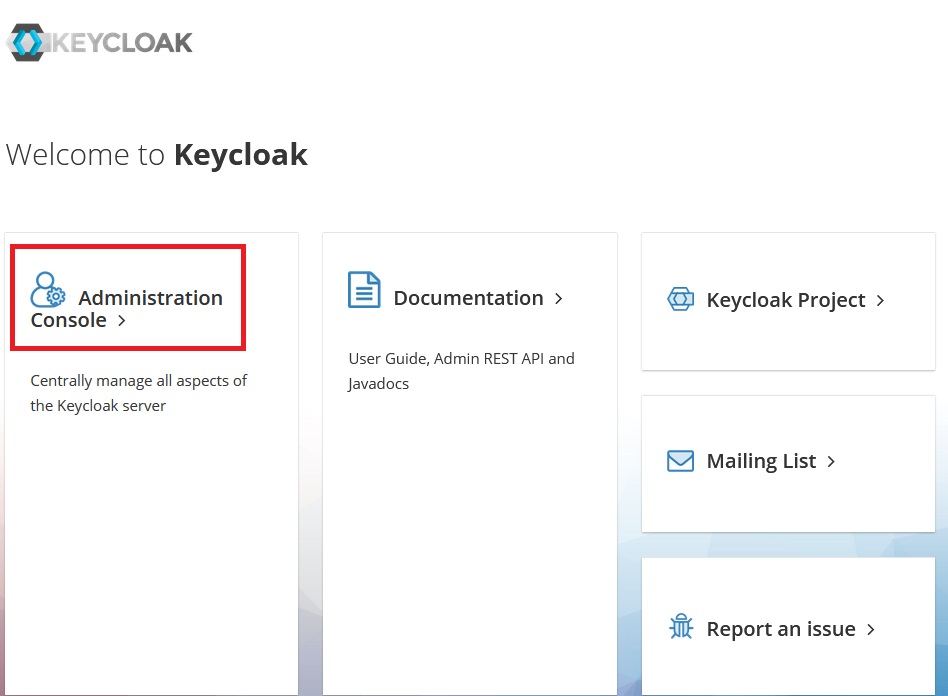 KEYCLOAK
Welcome to Keycloak
Administration
Console
Centrally manage all aspects of
the Keycloak server
Documentation
User Guide, Admin REST API and
Javadocs
Keycloak Project
Mailing List
Report an issue